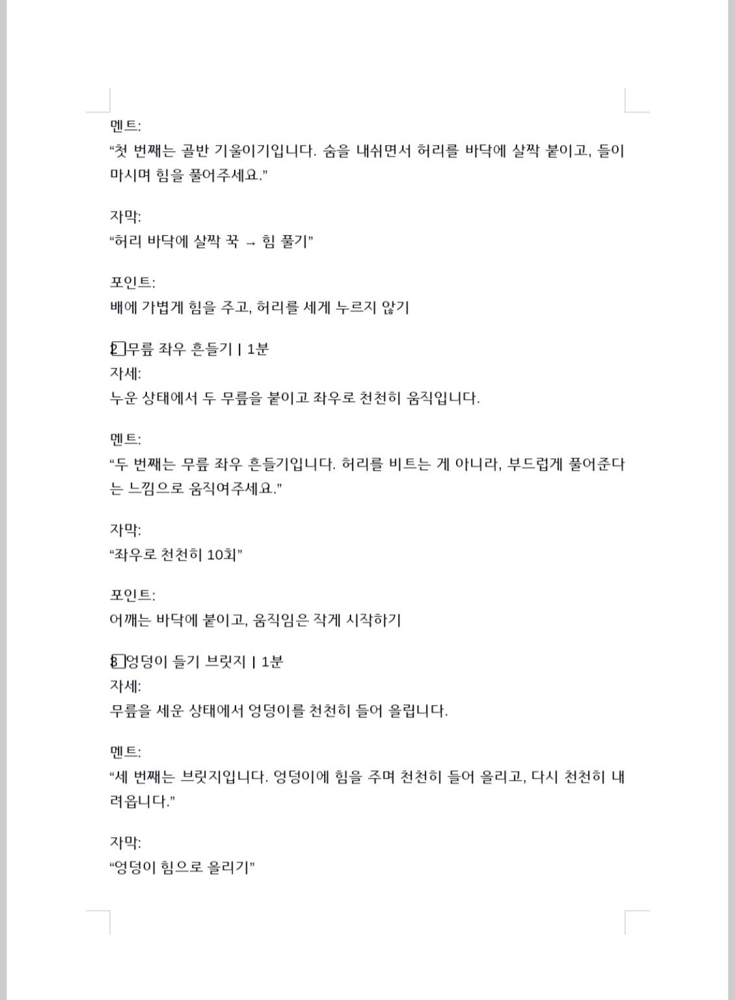 멘트:
“첫 번째는 골반 기울이기입니다. 숨을 내쉬면서 허리를 바닥에 살짝 붙이고, 들이
마시며 힘을 풀어주세요.”
자막:
“허리 바닥에 살짝 꾹 → 힘 풀기”
포인트:
배에 가볍게 힘을 주고, 허리를 세게 누르지 않기
2 무릎 좌우 흔들기 | 1분
자세:
누운 상태에서 두 무릎을 붙이고 좌우로 천천히 움직입니다.
멘트:
“두 번째는 무릎 좌우 흔들기입니다. 허리를 비트는 게 아니라, 부드럽게 풀어준다
는 느낌으로 움직여주세요.”
자막:
“좌우로 천천히 10회”
포인트:
어깨는 바닥에 붙이고, 움직임은 작게 시작하기
3 엉덩이 들기 브릿지 | 1분
자세:
무릎을 세운 상태에서 엉덩이를 천천히 들어 올립니다.
멘트:
“세 번째는 브릿지입니다. 엉덩이에 힘을 주며 천천히 들어 올리고, 다시 천천히 내
려옵니다.”
자막:
“엉덩이 힘으로 올리기”